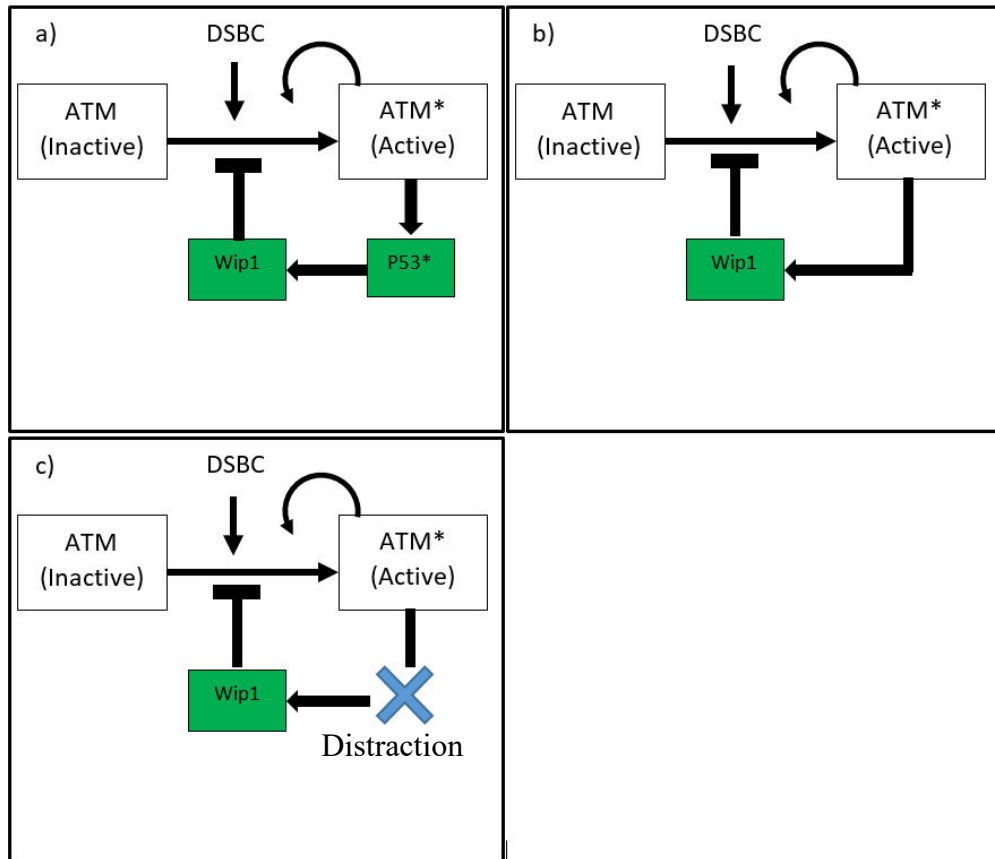 a)
DSBC
ATM
(Inactive)
ATM*
(Active)
Wip1
P53*
b)
DSBC
ATM
(Inactive)
ATM*
(Active)
Wip1
c)
DSBC
ATM
(Inactive)
ATM*
(Active)
Wip1
Distraction